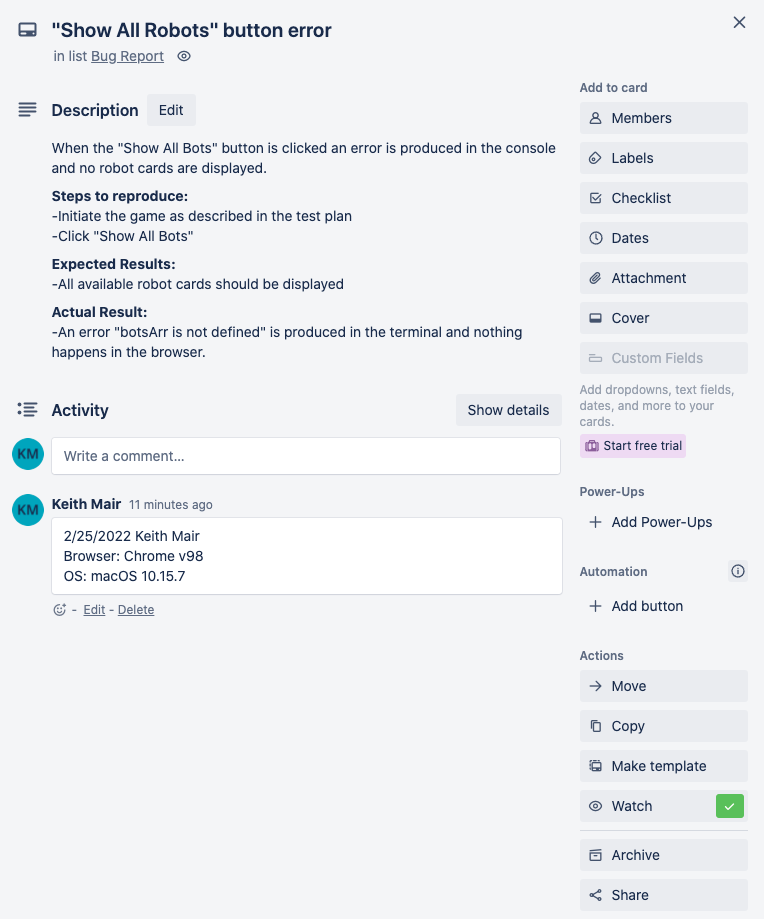 "Show All Robots" button error
in list Bug Report
Description
Edit
When the "Show All Bots" button is clicked an error is produced in the console
and no robot cards are displayed.
Steps to reproduce:
-Initiate the game as described in the test plan
-Click "Show All Bots"
Expected Results:
-All available robot cards should be displayed
Actual Result:
-An error "botsArr is not defined" is produced in the terminal and nothing
happens in the browser.
Activity
Show details
KM
Write a comment…
KM
Keith Mair 11 minutes ago
2/25/2022 Keith Mair
Browser: Chrome v98
OS: macOS 10.15.7
- Edit - Delete
Add to card
Members
Labels
Checklist
Dates
Attachment
Cover
Custom Fields
Add dropdowns, text fields,
dates, and more to your
cards.
Start free trial
Power-Ups
Add Power-Ups
Automation
Add button
Actions
Move
Copy
Make template
Watch
Archive
Share